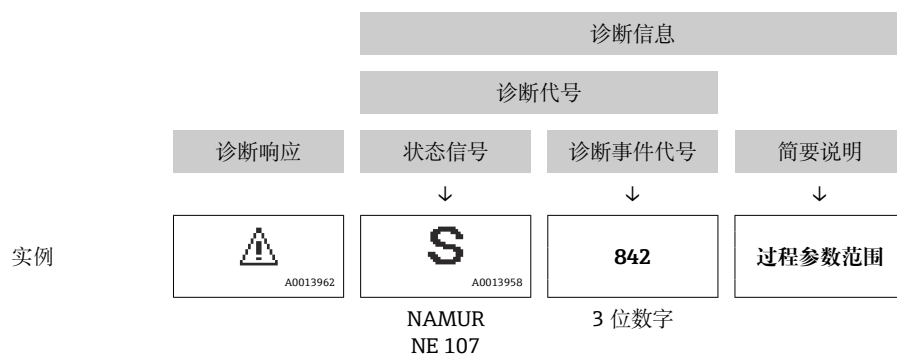 诊断信息
诊断代号
诊断响应 状态信号 诊断事件代号 简要说明
↓ ↓ ↓
实例 S 842 过程参数范围
A0013962 A0013958
NAMUR 3 位数字
NE 107